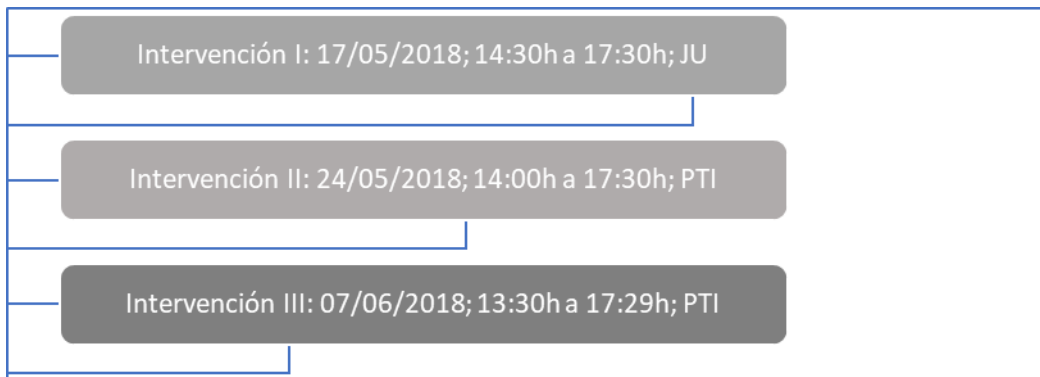 Intervención I: 17/05/2018; 14:30h a 17:30h; JU
Intervención II: 24/05/2018; 14:00h a 17:30h; PTI
Intervención III: 07/06/2018; 13:30h a 17:29h; PTI